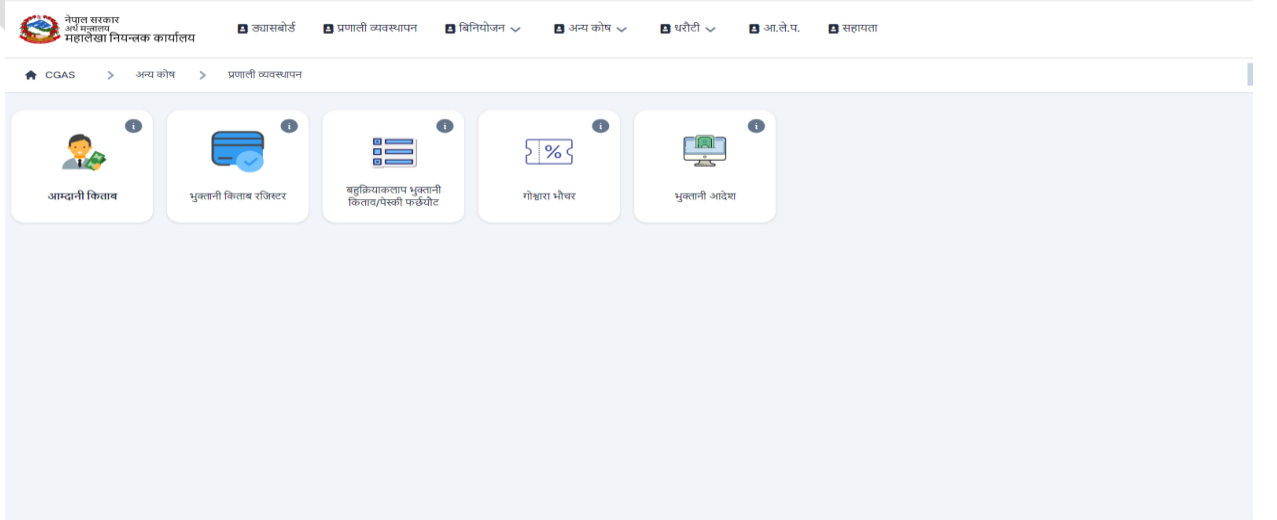 नेपाल सरकार
अर्थ मन्त्रालय
महालेखा नियन्त्रक कार्यालय
ड्यासबोर्ड
प्रणाली व्यवस्थापन
बिनियोजन
अन्य कोष
धरौटी
आ.ले.प.
सहायता
CGAS > अन्य कोष > प्रणाली व्यवस्थापन
आम्दानी किताब
भुक्तानी किताब रजिस्टर
बहुक्रियाकलाप भुक्तानी
किताव/पेस्की फर्छयौट
गोश्वारा भौचर
%
भुक्तानी आदेश